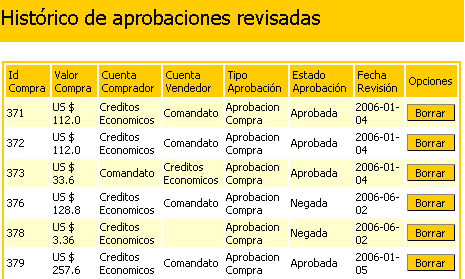 Histórico de aprobaciones revisadas
Id Compra Valor Compra Cuenta Comprador Cuenta Vendedor Tipo Aprobación Estado Aprobación Fecha Revisión Opciones
371 US $ 112.0 Creditos Economicos Comandato Aprobacion Compra Aprobada 2006-01-04 Borrar
372 US $ 112.0 Creditos Economicos Comandato Aprobacion Compra Aprobada 2006-01-04 Borrar
373 US $ 33.6 Comandato Creditos Economicos Aprobacion Compra Aprobada 2006-01-04 Borrar
376 US $ 128.8 Creditos Economicos Comandato Aprobacion Compra Negada 2006-06-02 Borrar
378 US $ 3.36 Creditos Economicos Aprobacion Compra Negada 2006-06-02 Borrar
379 US $ 257.6 Creditos Economicos Comandato Aprobacion Compra Aprobada 2006-01-05 Borrar